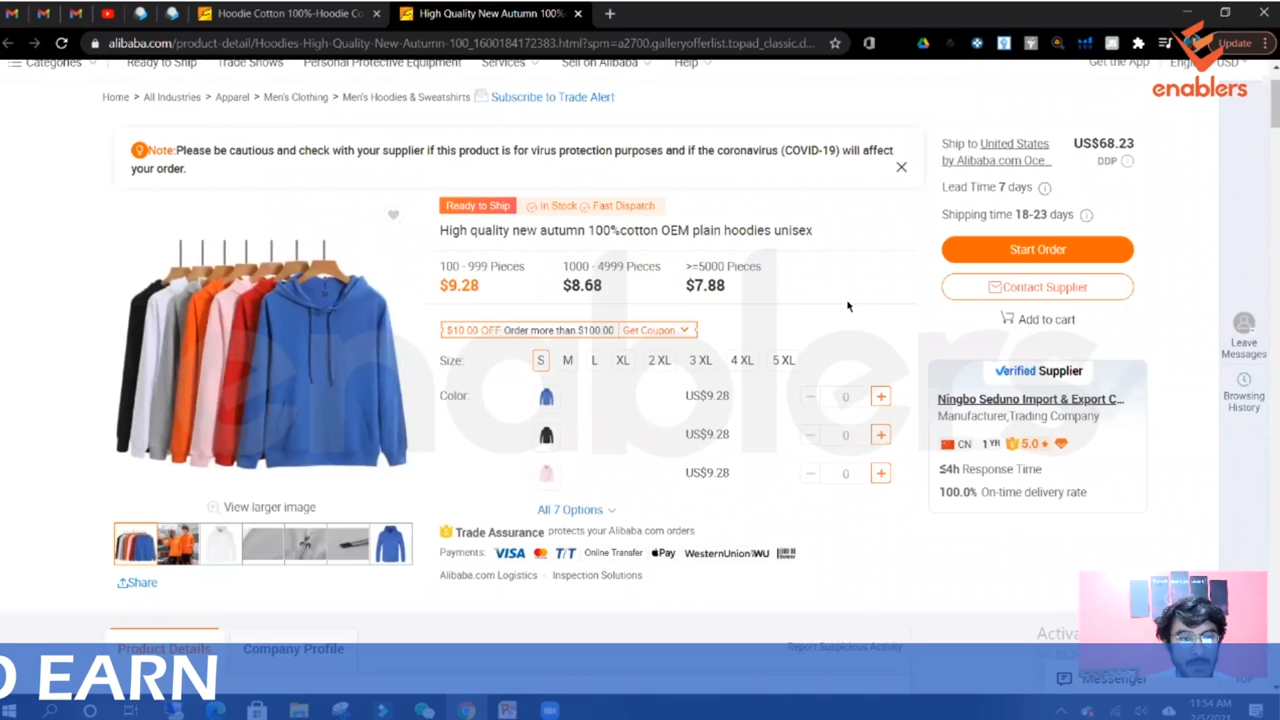 Hoodie Cotton 100%-Hoodie Co
High Quality New Autumn 100%
alibaba.com/product-detail/Hoodies-High-Quality-New-Autumn-100_1600184172383.html?spm=a2700.galleryofferlist.topad_classic.d...
Update
Categories
Ready to Ship
Trade Shows
Personal Protective Equipment
Services
Sell on Alibaba
Help
Get the App
USD
enablers
Home > All Industries > Apparel > Men's Clothing > Men's Hoodies & Sweatshirts
Subscribe to Trade Alert
Note:Please be cautious and check with your supplier if this product is for virus protection purposes and if the coronavirus (COVID-19) will affect
your order.
Ready to Ship
In Stock
Fast Dispatch
High quality new autumn 100%cotton OEM plain hoodies unisex
100 - 999 Pieces
1000 - 4999 Pieces
>=5000 Pieces
$9.28
$8.68
$7.88
$10.00 OFF Order more than $100.00
Get Coupon
Size:
S
M
L
XL
2 XL
3 XL
4 XL
5 XL
Color:
US$9.28
0
US$9.28
0
US$9.28
0
All 7 Options
Trade Assurance protects your Alibaba.com orders
Payments:
VISA
T/T
Online Transfer
Pay
WesternUnion WU
Alibaba.com Logistics
Inspection Solutions
View larger image
Share
Ship to United States
US$68.23
by Alibaba.com Oce...
DDP
Lead Time 7 days
Shipping time 18-23 days
Start Order
Contact Supplier
Add to cart
Verified Supplier
Ningbo Seduno Import & Export C...
Manufacturer,Trading Company
CN
1 YR
5.0
≤4h Response Time
100.0% On-time delivery rate
Leave
Messages
Browsing
History
enablers
Product Details
Company Profile
Report Suspicious Activity
Messenger
TOP
EARN
11:54 AM
2/5/2021